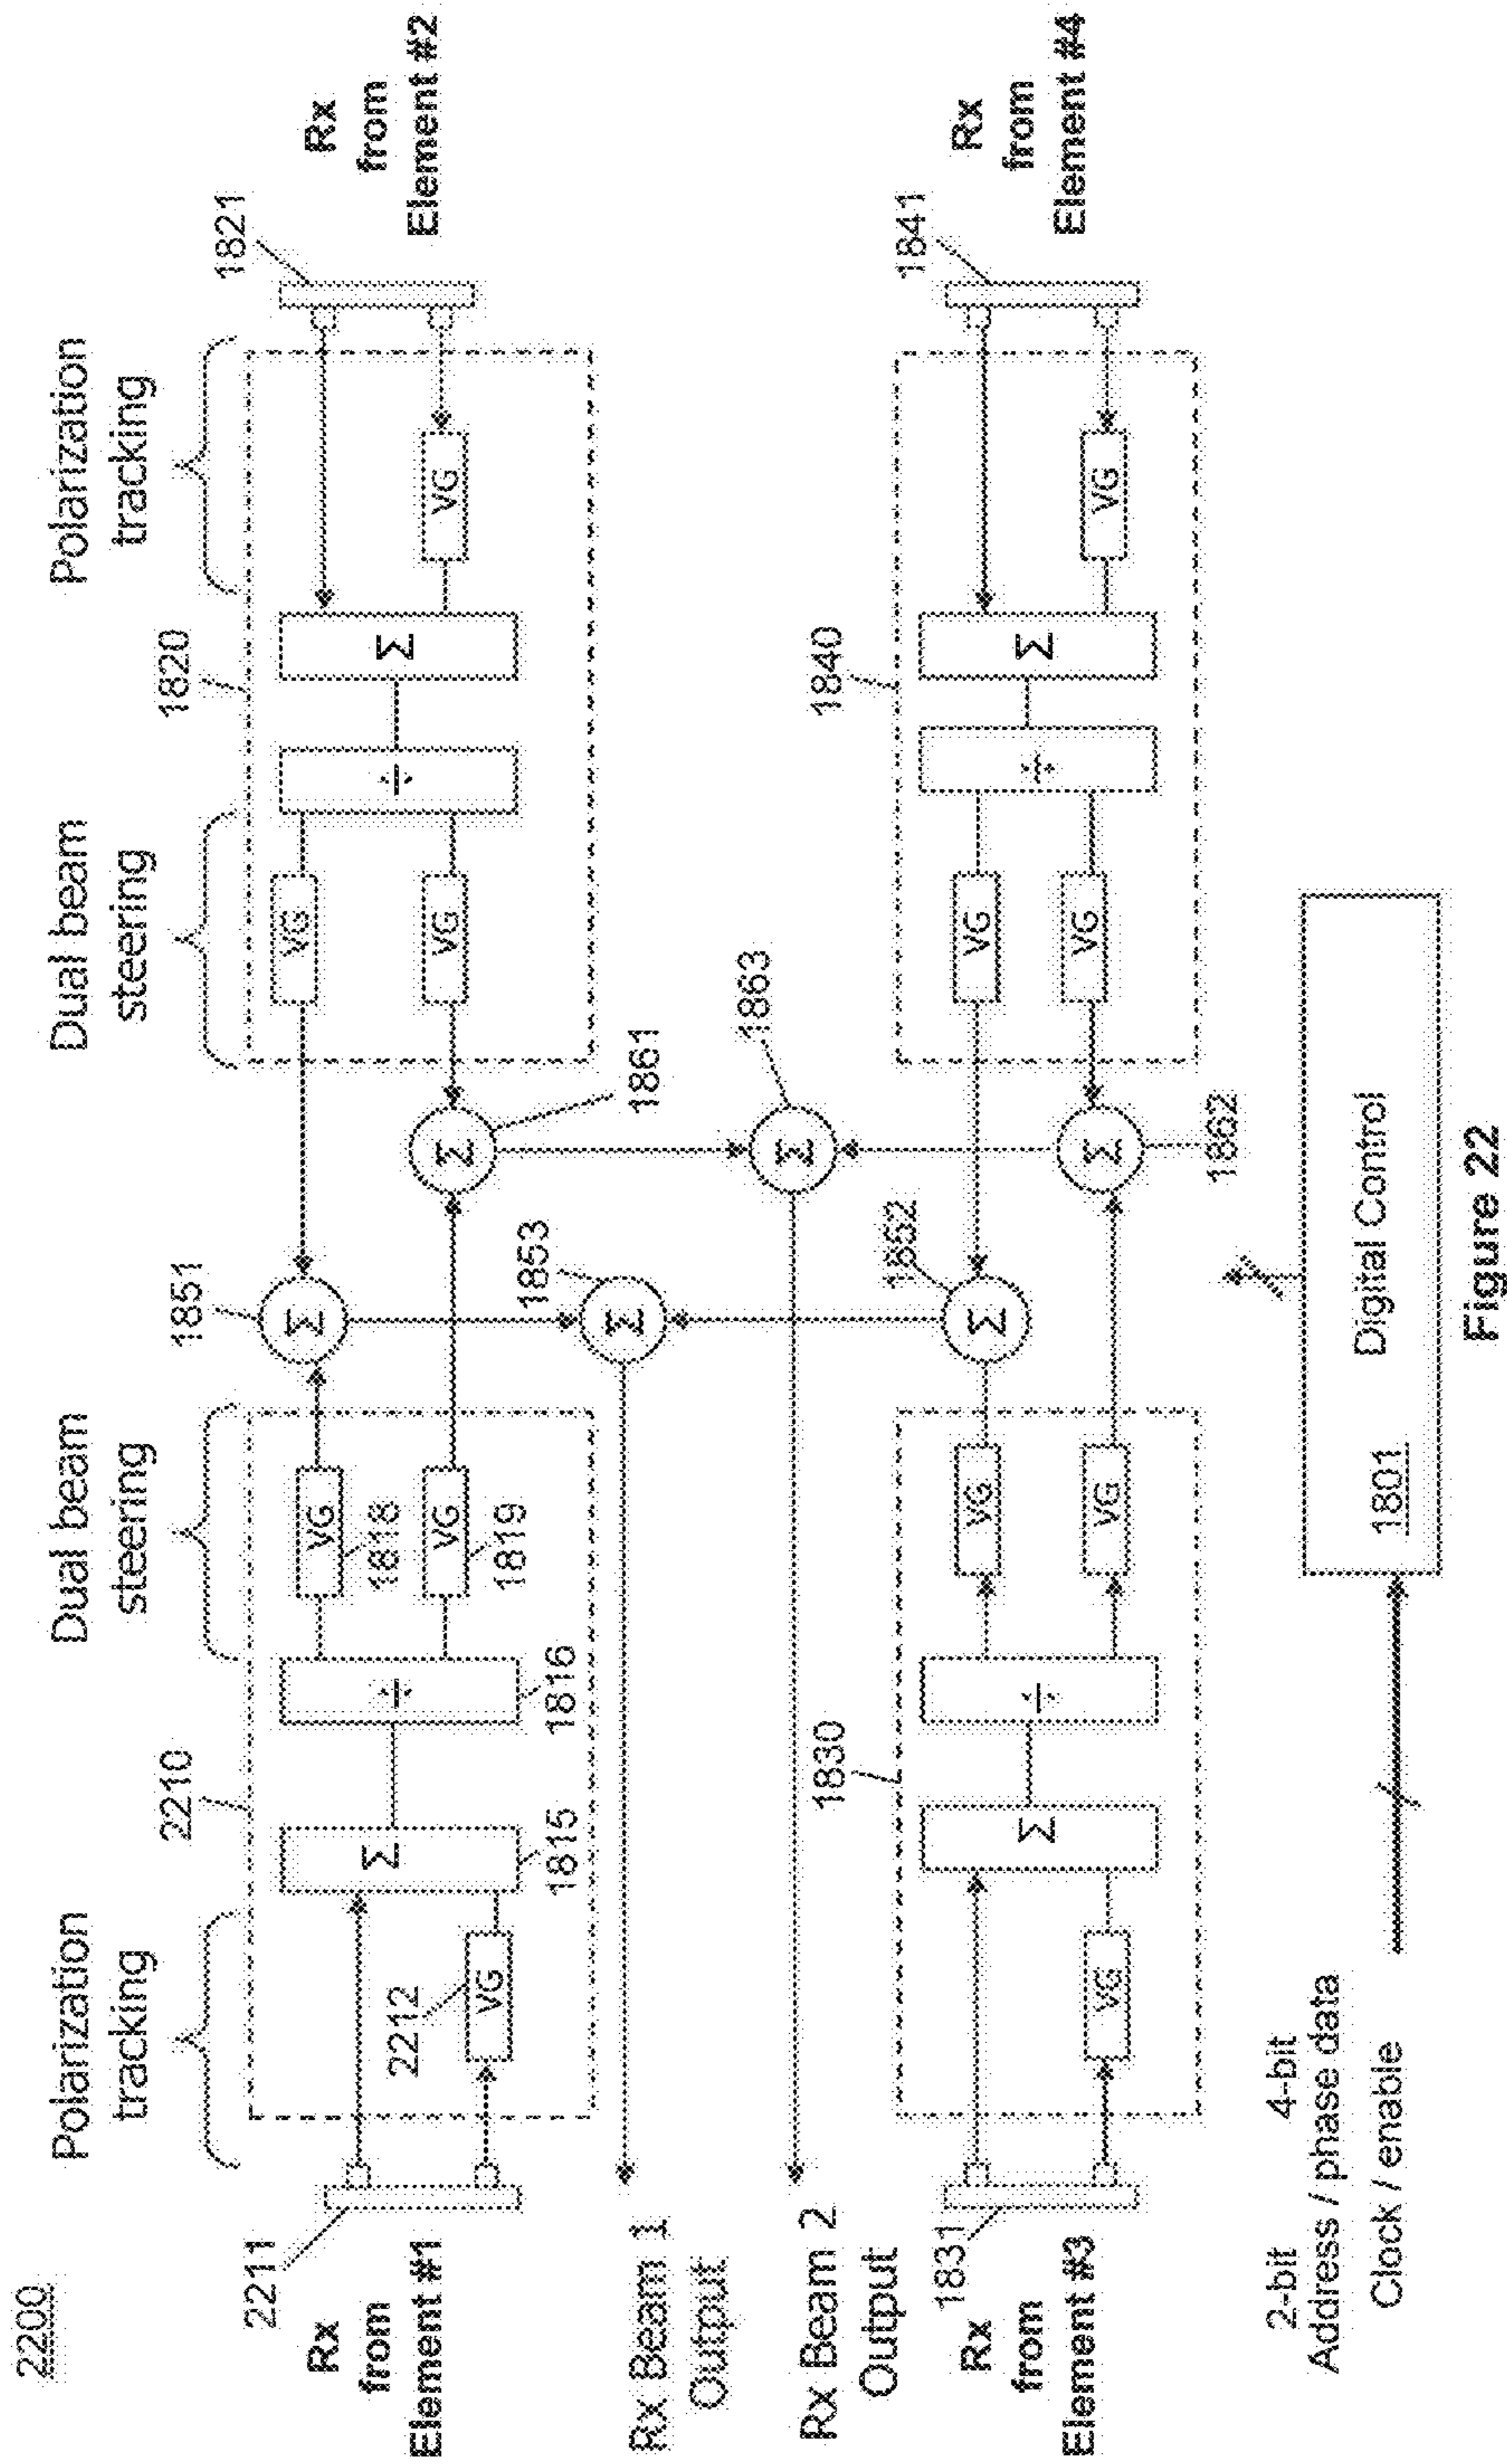 2200
Polarization
tracking
Dual beam
steering
Dual beam
steering
Polarization
tracking
2210
1851
1820
1821
2211
Rx
from
Element #1
2212
VG
Σ
1815
÷
1816
VG
1818
VG
1819
Σ
Σ
1861
VG
VG
÷
Σ
VG
Rx
from
Element #2
Rx Beam 1
Output
1853
Σ
Rx Beam 2
Output
Σ
1863
1831
Rx
from
Element #3
1830
VG
Σ
÷
VG
VG
1852
Σ
Σ
1862
1840
VG
VG
÷
Σ
VG
1841
Rx
from
Element #4
2-bit 4-bit
Address / phase data
Clock / enable
1801
Digital Control
Figure 22